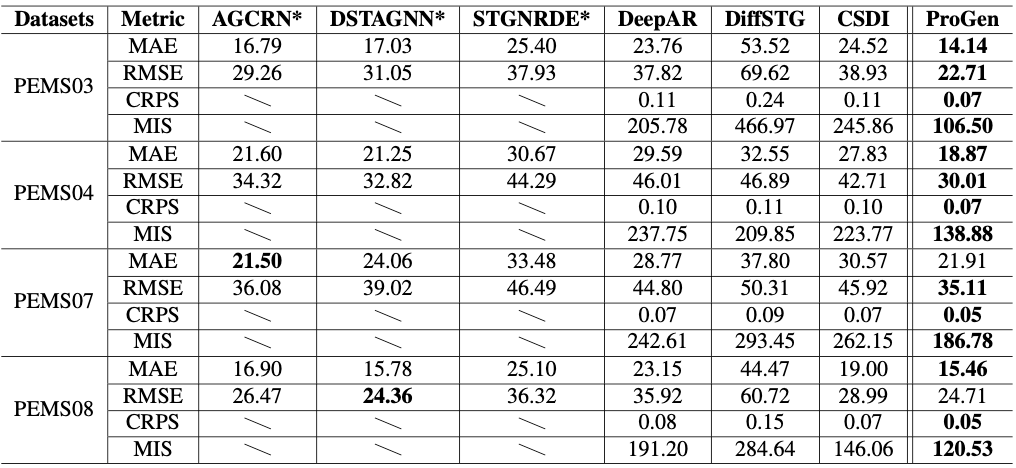 Datasets Metric AGCRN* DSTAGNN* STGNRDE* DeepAR DiffSTG CSDI ProGen
PEMS03 MAE 16.79 17.03 25.40 23.76 53.52 24.52 14.14
RMSE 29.26 31.05 37.93 37.82 69.62 38.93 22.71
CRPS \ \ \ 0.11 0.24 0.11 0.07
MIS \ \ \ 205.78 466.97 245.86 106.50
PEMS04 MAE 21.60 21.25 30.67 29.59 32.55 27.83 18.87
RMSE 34.32 32.82 44.29 46.01 46.89 42.71 30.01
CRPS \ \ \ 0.10 0.11 0.10 0.07
MIS \ \ \ 237.75 209.85 223.77 138.88
PEMS07 MAE 21.50 24.06 33.48 28.77 37.80 30.57 21.91
RMSE 36.08 39.02 46.49 44.80 50.31 45.92 35.11
CRPS \ \ \ 0.07 0.09 0.07 0.05
MIS \ \ \ 242.61 293.45 262.15 186.78
PEMS08 MAE 16.90 15.78 25.10 23.15 44.47 19.00 15.46
RMSE 26.47 24.36 36.32 35.92 60.72 28.99 24.71
CRPS \ \ \ 0.08 0.15 0.07 0.05
MIS \ \ \ 191.20 284.64 146.06 120.53